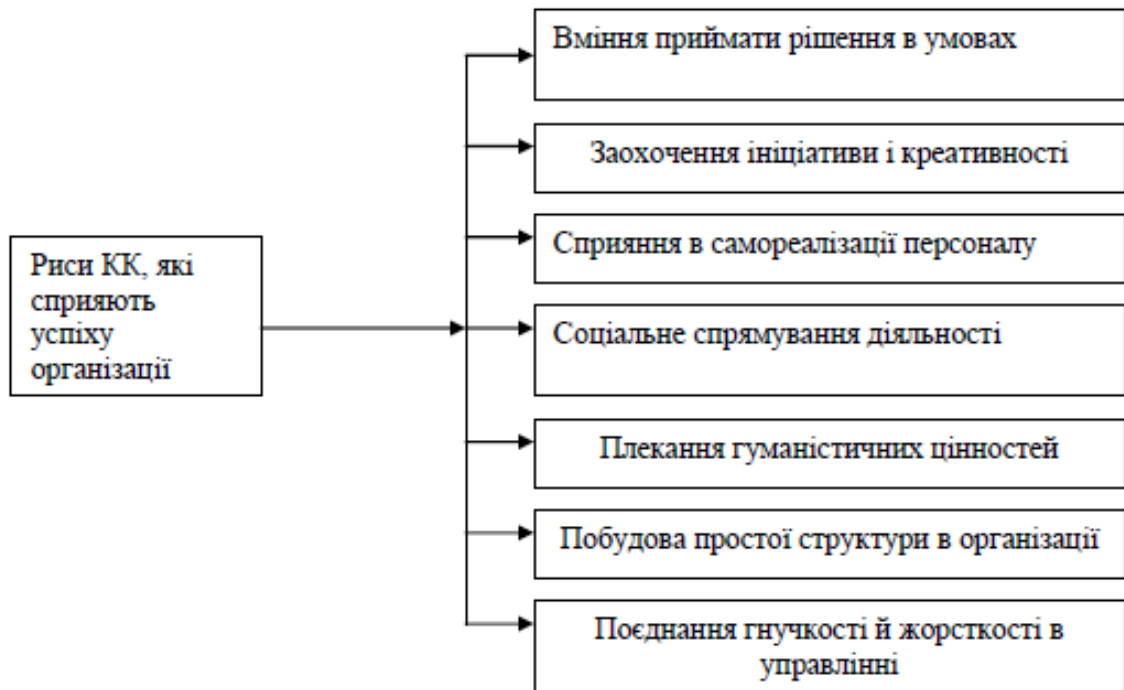 Риси КК, які
сприяють
успіху
організації
Вміння приймати рішення в умовах
Заохочення ініціативи і креативності
Сприяння в самореалізації персоналу
Соціальне спрямування діяльності
Плекання гуманістичних цінностей
Побудова простої структури в організації
Поєднання гнучкості й жорсткості в
управлінні